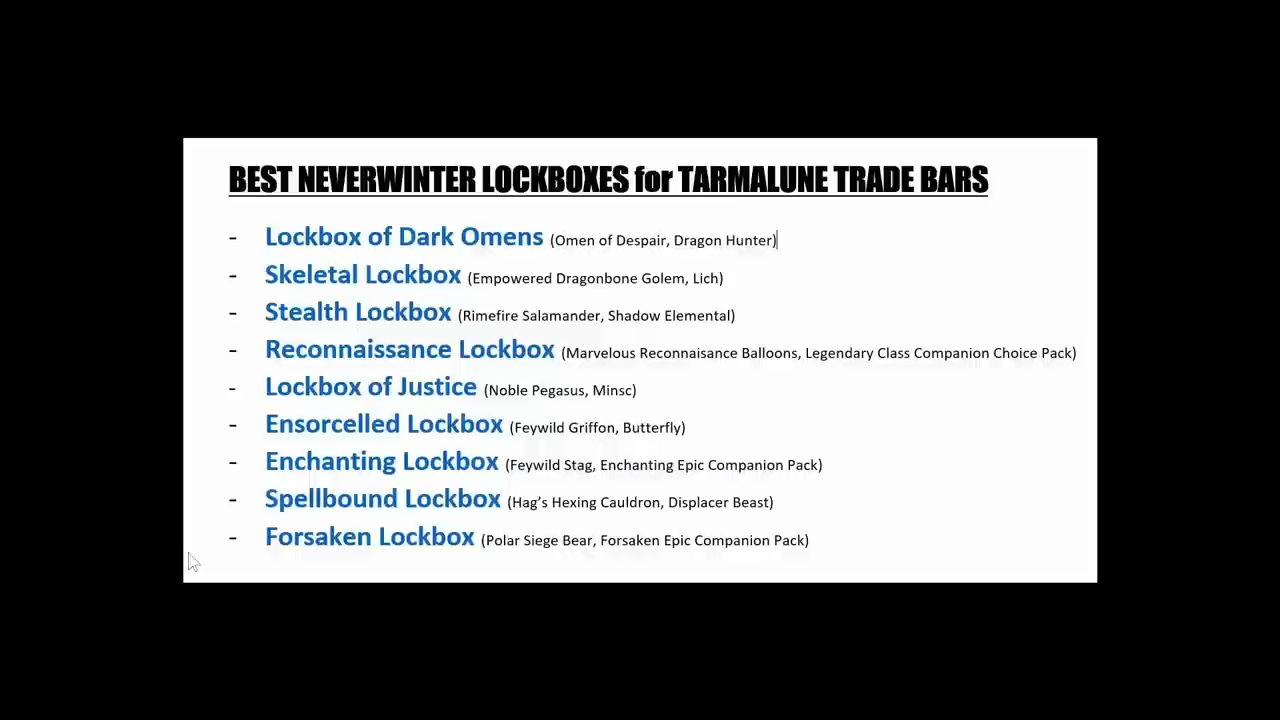 BEST NEVERWINTER LOCKBOXES for TARMALUNE TRADE BARS
- Lockbox of Dark Omens (Omen of Despair, Dragon Hunter)
- Skeletal Lockbox (Empowered Dragonbone Golem, Lich)
- Stealth Lockbox (Rimefire Salamander, Shadow Elemental)
- Reconnaissance Lockbox (Marvelous Reconnaisance Balloons, Legendary Class Companion Choice Pack)
- Lockbox of Justice (Noble Pegasus, Minsc)
- Ensorcelled Lockbox (Feywild Griffon, Butterfly)
- Enchanting Lockbox (Feywild Stag, Enchanting Epic Companion Pack)
- Spellbound Lockbox (Hag’s Hexing Cauldron, Displacer Beast)
- Forsaken Lockbox (Polar Siege Bear, Forsaken Epic Companion Pack)